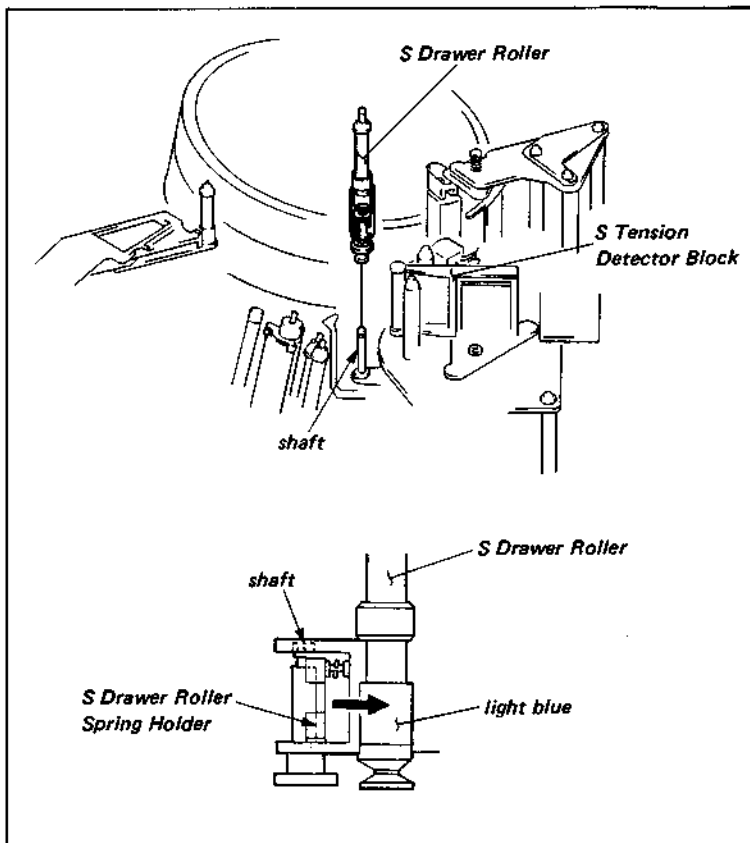 S Drawer Roller
S Tension
Detector Block
shaft
S Drawer Roller
shaft
S Drawer Roller
Spring Holder
light blue